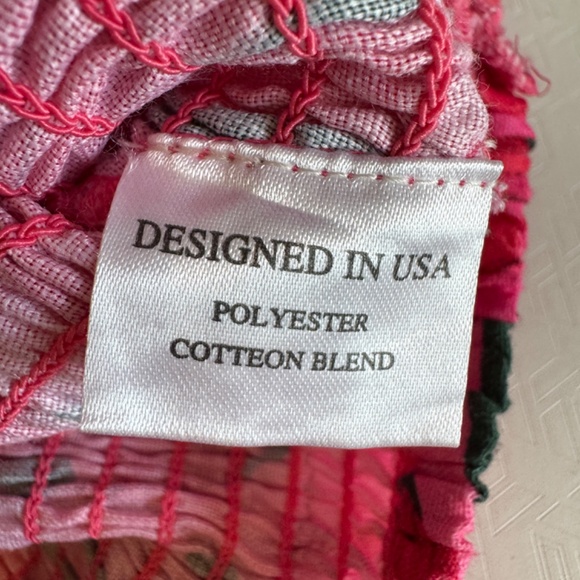 DESIGNED IN USA
POLYESTER
COTTEON BLEND